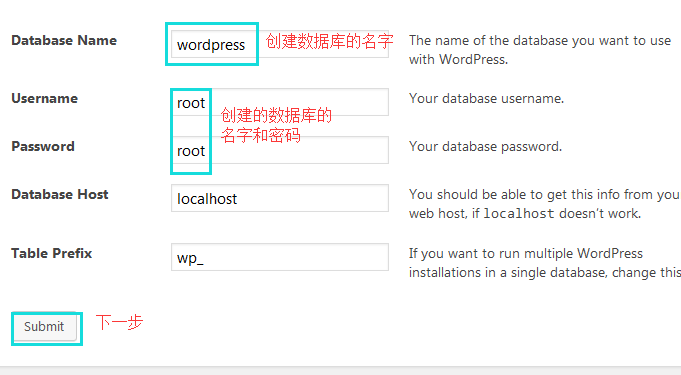 Database Name
wordpress
创建数据库的名字
The name of the database you want to use
with WordPress.
Username
root
创建的数据库的
名字和密码
Your database username.
Password
root
Your database password.
Database Host
localhost
You should be able to get this info from you
web host, if localhost doesn't work.
Table Prefix
wp_
If you want to run multiple WordPress
installations in a single database, change this
Submit
下一步